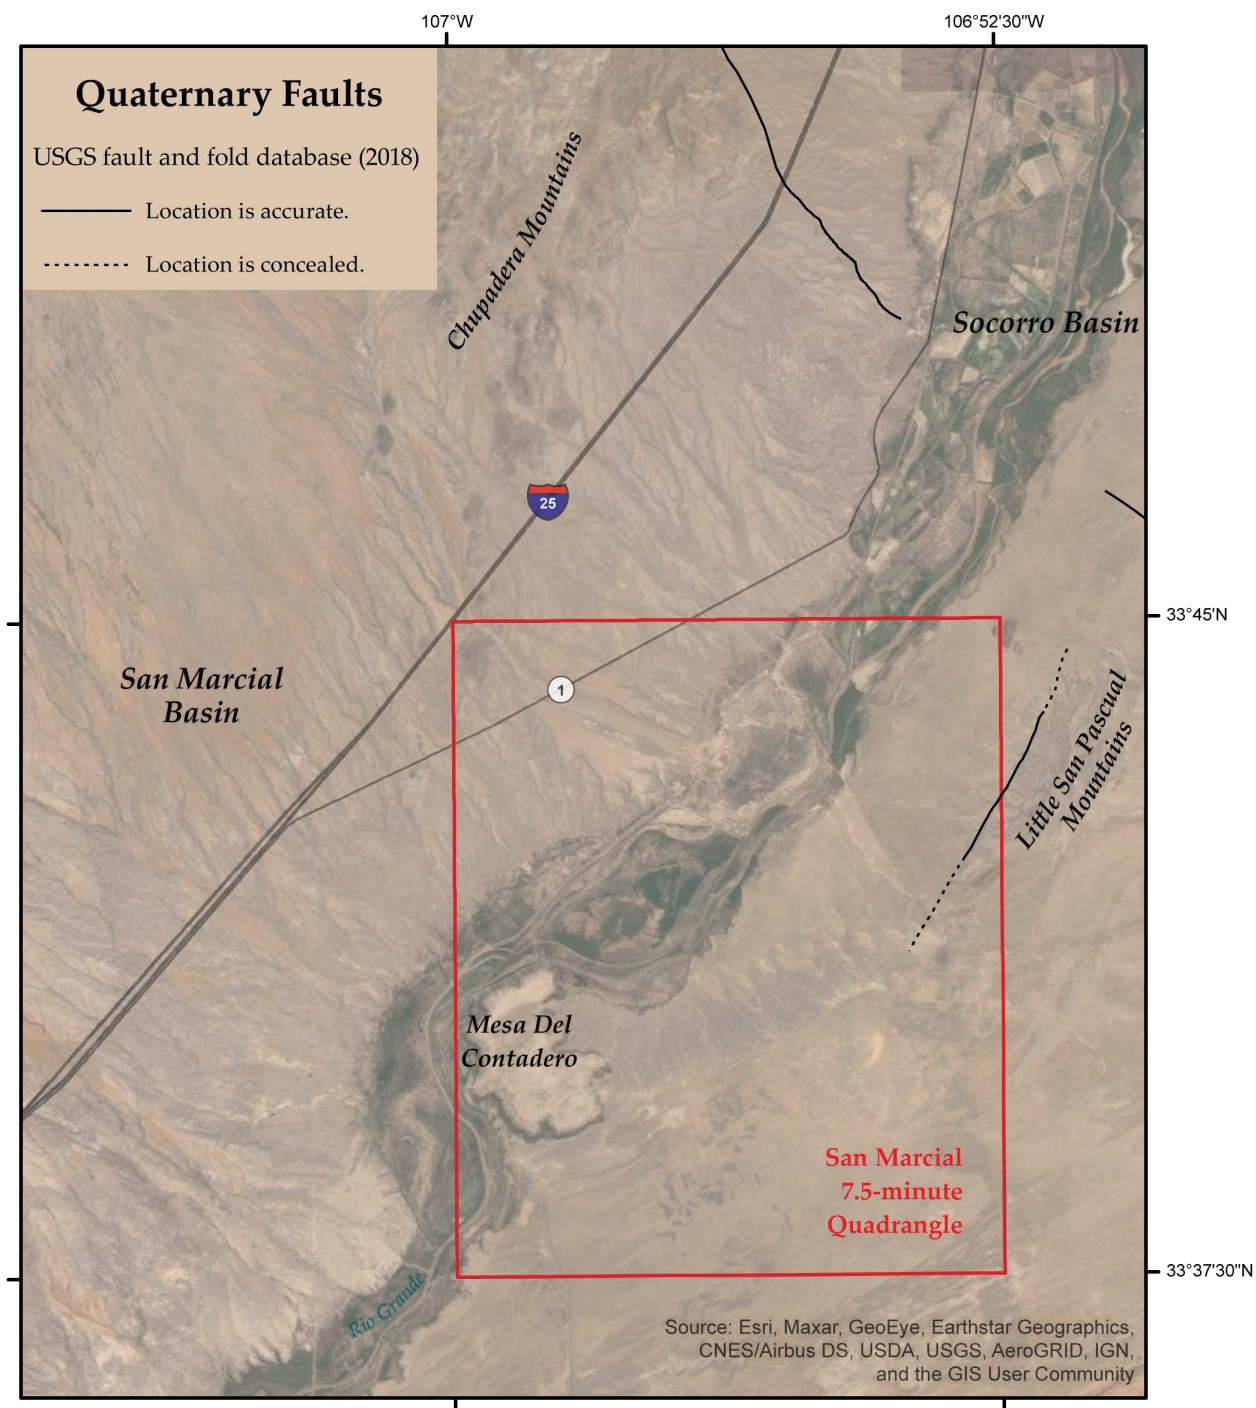 107°W
106°52'30"W
Quaternary Faults
USGS fault and fold database (2018)
Location is accurate.
Location is concealed.
Chupadera Mountains
Socorro Basin
25
33°45'N
San Marcial
Basin
1
Little San Pascual
Mountains
Mesa Del
Contadero
San Marcial
7.5-minute
Quadrangle
33°37'30"N
Rio Grande
Source: Esri, Maxar, GeoEye, Earthstar Geographics,
CNES/Airbus DS, USDA, USGS, AeroGRID, IGN,
and the GIS User Community